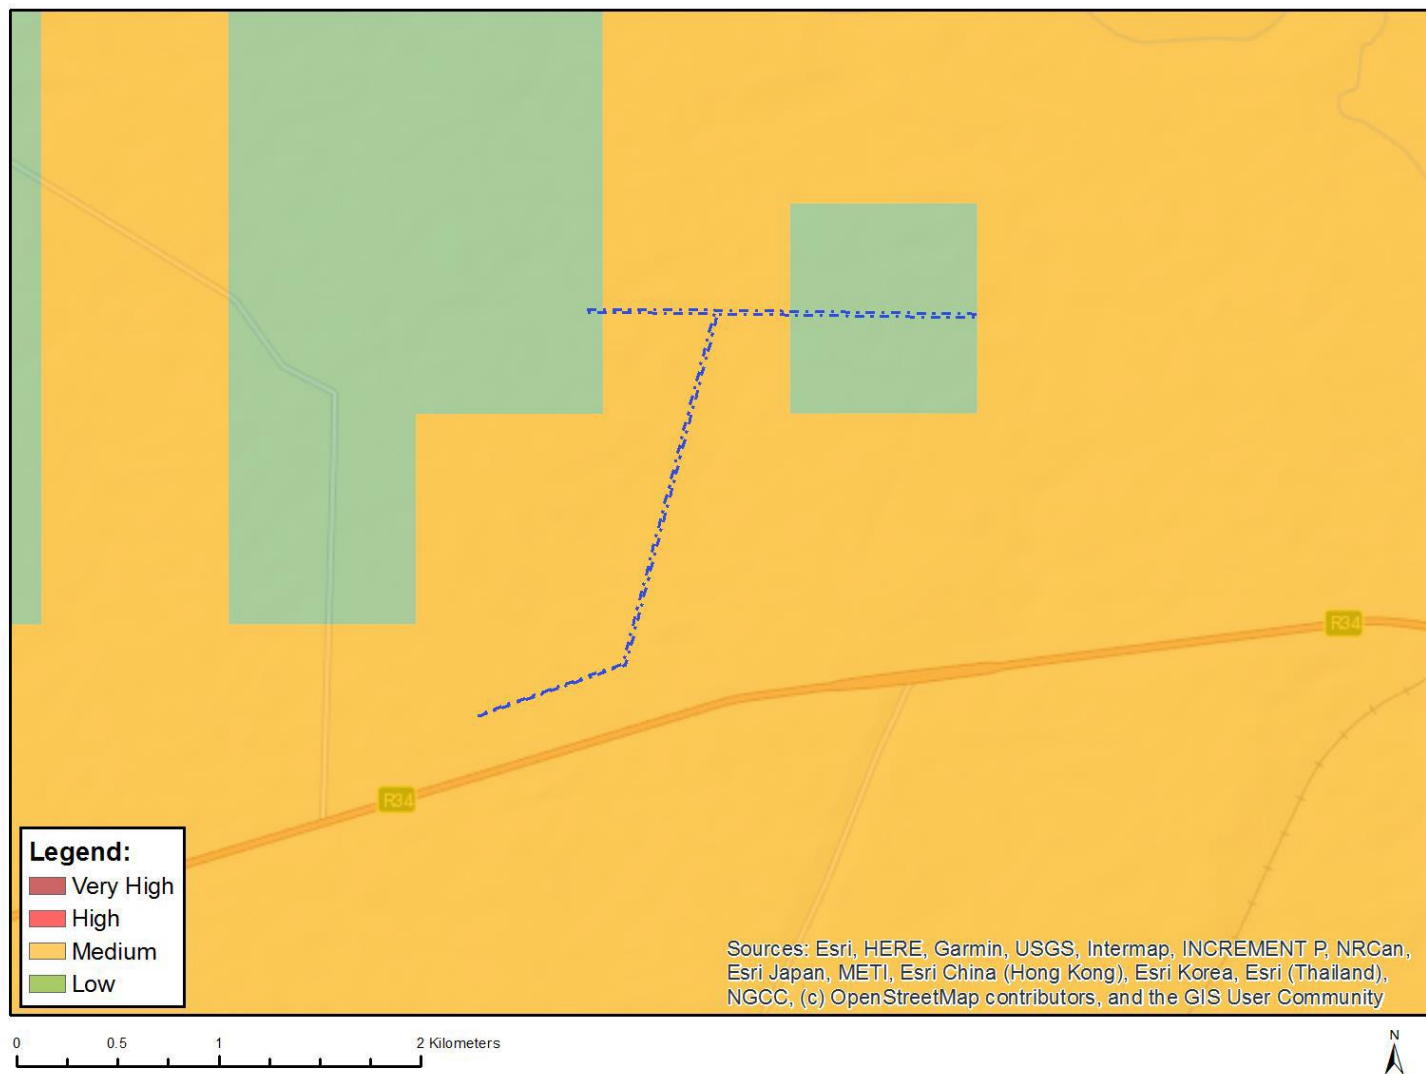 R34
R34
Legend:
Very High
High
Medium
Low
Sources: Esri, HERE, Garmin, USGS, Intermap, INCREMENT P, NRCan,
Esri Japan, METI, Esri China (Hong Kong), Esri Korea, Esri (Thailand),
NGCC, (c) OpenStreetMap contributors, and the GIS User Community
0 0.5 1 2 Kilometers
N